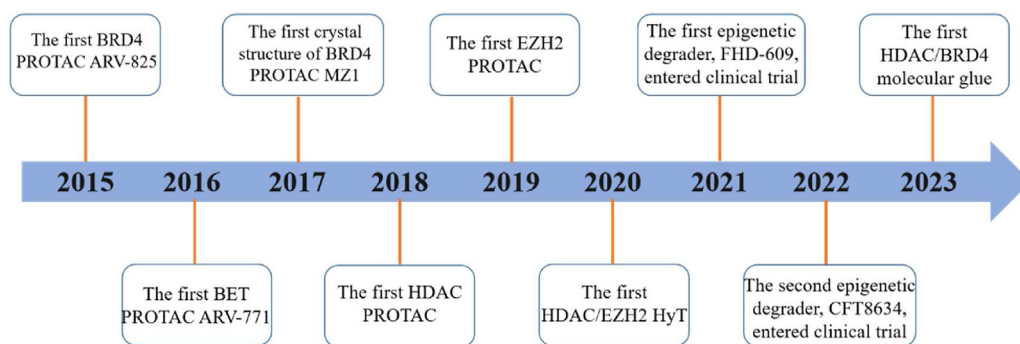 The first BRD4
PROTAC ARV-825
The first crystal
structure of BRD4
PROTAC MZ1
The first EZH2
PROTAC
The first epigenetic
degrader, FHD-609,
entered clinical trial
The first
HDAC/BRD4
molecular glue
2015 2016 2017 2018 2019 2020 2021 2022 2023
The first BET
PROTAC ARV-771
The first HDAC
PROTAC
The first
HDAC/EZH2 HyT
The second epigenetic
degrader, CFT8634,
entered clinical trial